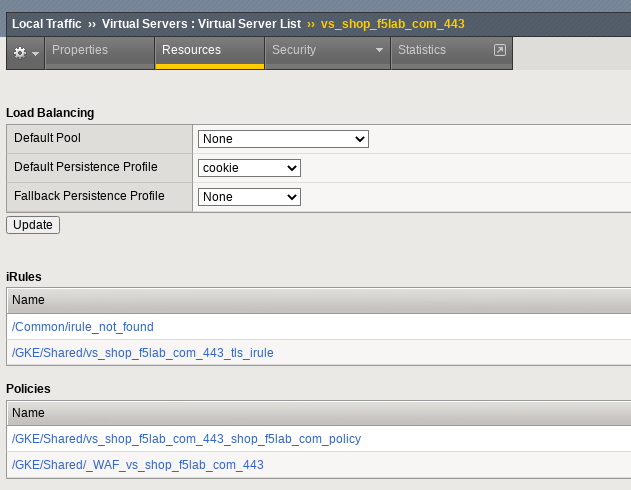 Local Traffic ›› Virtual Servers : Virtual Server List ›› vs_shop_f5lab_com_443
Properties Resources Security Statistics
Load Balancing
Default Pool None
Default Persistence Profile cookie
Fallback Persistence Profile None
Update
iRules
Name
/Common/irule_not_found
/GKE/Shared/vs_shop_f5lab_com_443_tls_irule
Policies
Name
/GKE/Shared/vs_shop_f5lab_com_443_shop_f5lab_com_policy
/GKE/Shared/_WAF_vs_shop_f5lab_com_443